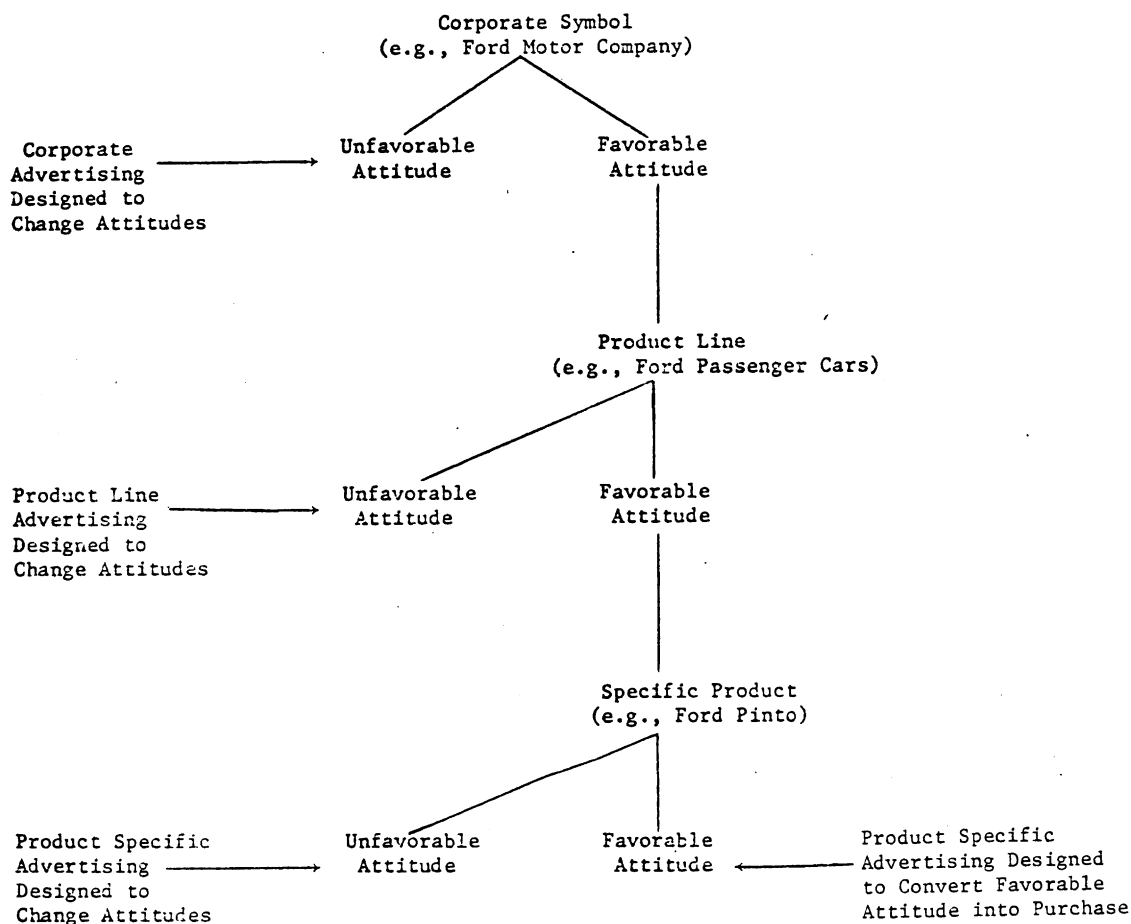 Corporate Symbol
(e.g., Ford Motor Company)
Corporate
Advertising
Designed to
Change Attitudes
Unfavorable
Attitude
Favorable
Attitude
Product Line
(e.g., Ford Passenger Cars)
Product Line
Advertising
Designed to
Change Attitudes
Unfavorable
Attitude
Favorable
Attitude
Specific Product
(e.g., Ford Pinto)
Product Specific
Advertising
Designed to
Change Attitudes
Unfavorable
Attitude
Favorable
Attitude
Product Specific
Advertising Designed
to Convert Favorable
Attitude into Purchase